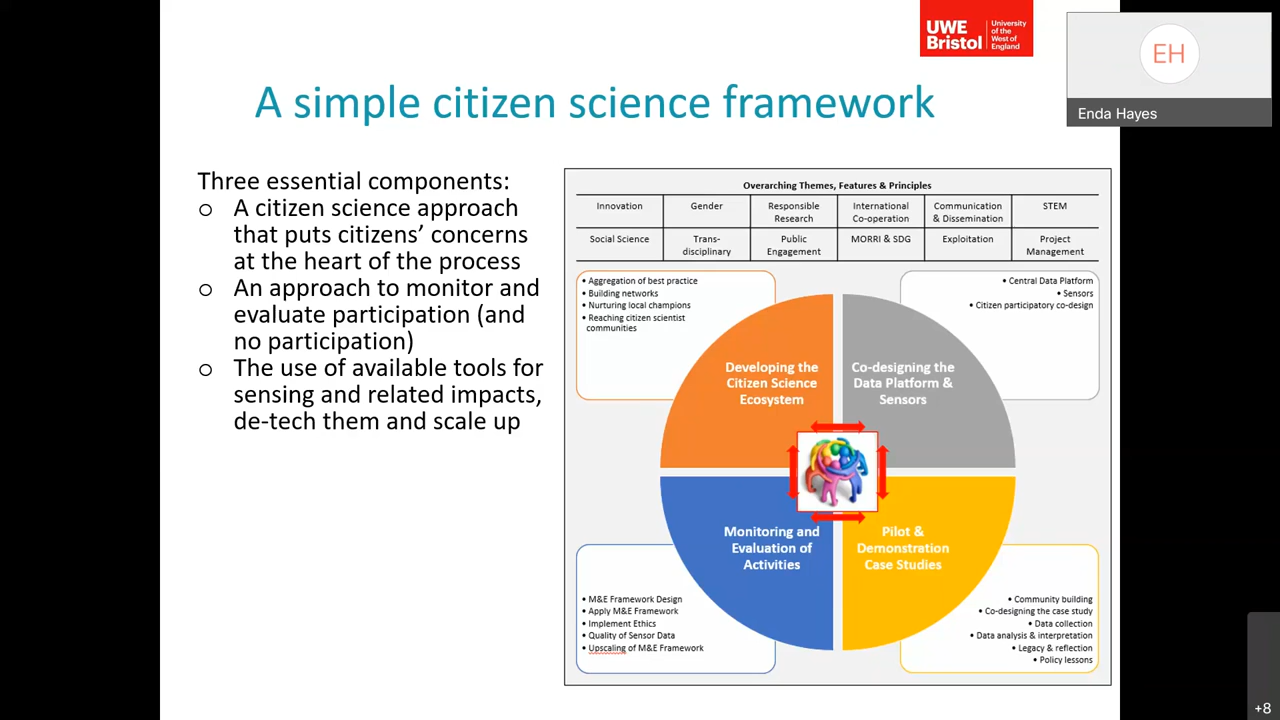 UWE
Bristol
University
of the
West of
England
EH
Enda Hayes
A simple citizen science framework
Three essential components:
o A citizen science approach
that puts citizens’ concerns
at the heart of the process
o An approach to monitor and
evaluate participation (and
no participation)
o The use of available tools for
sensing and related impacts,
de-tech them and scale up
Overarching Themes, Features & Principles
Innovation
Gender
Responsible
Research
International
Co-operation
Communication
& Dissemination
STEM
Social Science
Trans-
disciplinary
Public
Engagement
MORRI & SDG
Exploitation
Project
Management
• Aggregation of best practice
• Building networks
• Nurturing local champions
• Reaching citizen scientist
communities
• Central Data Platform
• Sensors
• Citizen participatory co-design
Developing the
Citizen Science
Ecosystem
Co-designing the
Data Platform &
Sensors
Monitoring and
Evaluation of
Activities
Pilot &
Demonstration
Case Studies
• M&E Framework Design
• Apply M&E Framework
• Implement Ethics
• Quality of Sensor Data
• Upscaling of M&E Framework
• Community building
• Co-designing the case study
• Data collection
• Data analysis & interpretation
• Legacy & reflection
• Policy lessons
+8